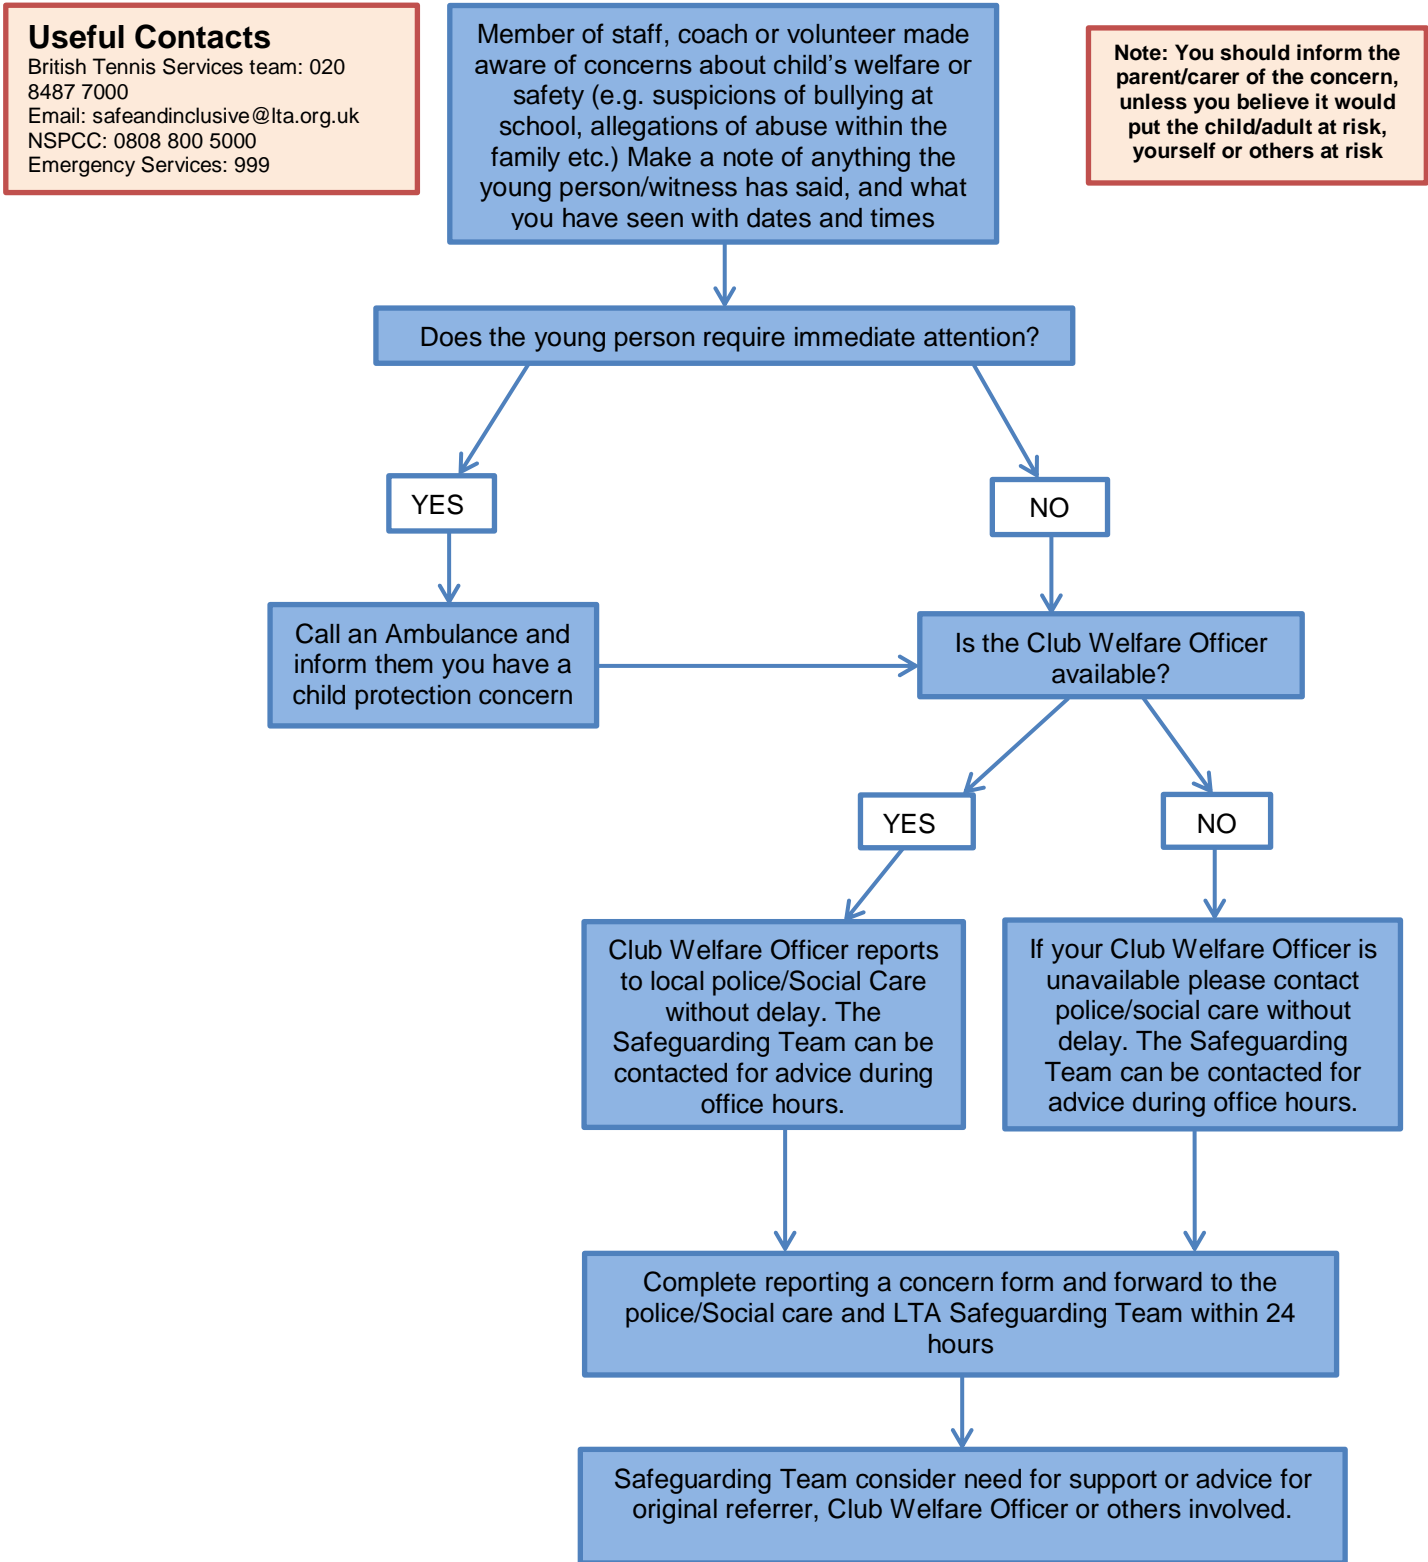 Useful Contacts
British Tennis Services team: 020
8487 7000
Email: safeandinclusive@lta.org.uk
NSPCC: 0808 800 5000
Emergency Services: 999
Member of staff, coach or volunteer made
aware of concerns about child’s welfare or
safety (e.g. suspicions of bullying at
school, allegations of abuse within the
family etc.) Make a note of anything the
young person/witness has said, and what
you have seen with dates and times
Note: You should inform the
parent/carer of the concern,
unless you believe it would
put the child/adult at risk,
yourself or others at risk
Does the young person require immediate attention?
YES
NO
Call an Ambulance and
inform them you have a
child protection concern
Is the Club Welfare Officer
available?
YES
NO
Club Welfare Officer reports
to local police/Social Care
without delay. The
Safeguarding Team can be
contacted for advice during
office hours.
If your Club Welfare Officer is
unavailable please contact
police/social care without
delay. The Safeguarding
Team can be contacted for
advice during office hours.
Complete reporting a concern form and forward to the
police/Social care and LTA Safeguarding Team within 24
hours
Safeguarding Team consider need for support or advice for
original referrer, Club Welfare Officer or others involved.